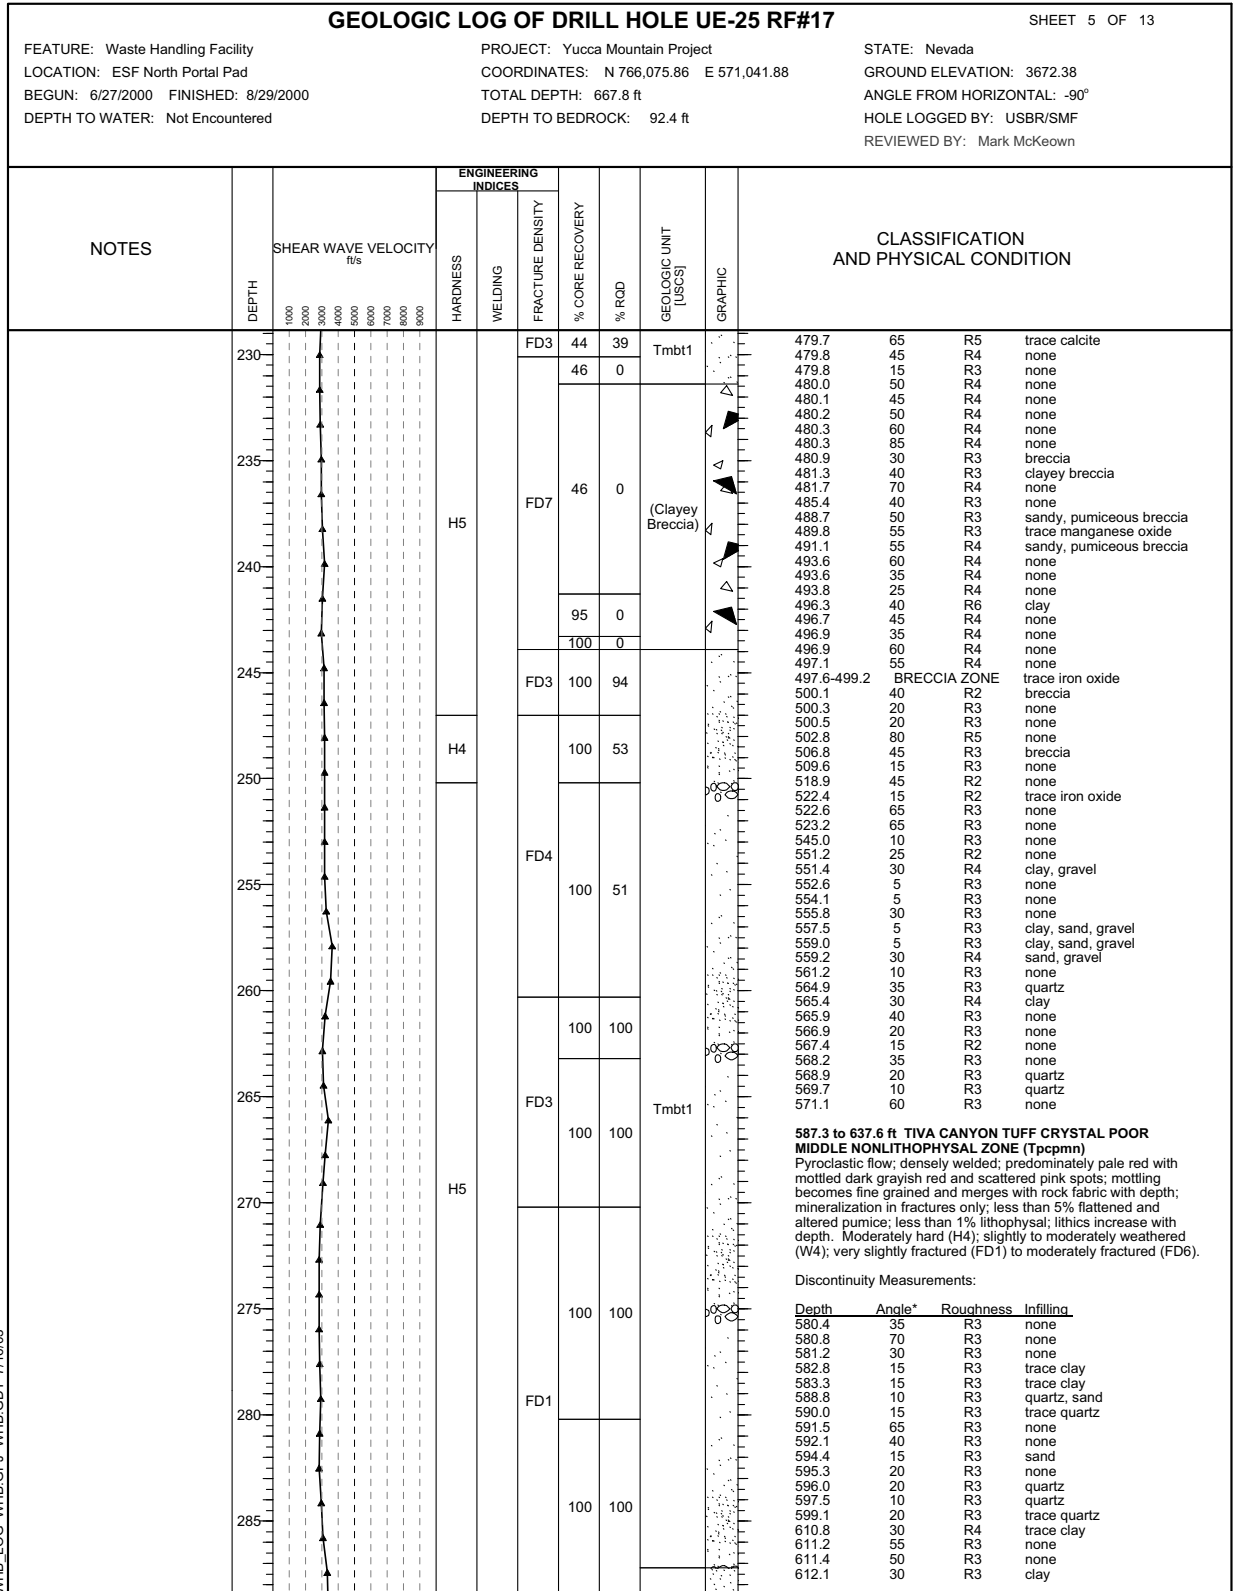 GEOLOGIC LOG OF DRILL HOLE UE-25 RF#17
SHEET 5 OF 13
FEATURE: Waste Handling Facility
PROJECT: Yucca Mountain Project
STATE: Nevada
LOCATION: ESF North Portal Pad
COORDINATES: N 766,075.86 E 571,041.88
GROUND ELEVATION: 3672.38
BEGUN: 6/27/2000 FINISHED: 8/29/2000
TOTAL DEPTH: 667.8 ft
ANGLE FROM HORIZONTAL: -90°
DEPTH TO WATER: Not Encountered
DEPTH TO BEDROCK: 92.4 ft
HOLE LOGGED BY: USBR/SMF
REVIEWED BY: Mark McKeown
NOTES
DEPTH
SHEAR WAVE VELOCITY
ft/s
1000 2000 3000 4000 5000 6000 7000 8000 9000
ENGINEERING
INDICES
HARDNESS
WELDING
FRACTURE DENSITY
% CORE RECOVERY
% RQD
GEOLOGIC UNIT
[USCS]
GRAPHIC
CLASSIFICATION
AND PHYSICAL CONDITION
230
235
240
245
250
255
260
265
270
275
280
285
H5
H4
H5
FD3
FD7
FD3
FD4
FD3
FD1
44 39
46 0
46 0
95 0
100 0
100 94
100 53
100 51
100 100
100 100
100 100
100 100
Tmbt1
(Clayey
Breccia)
Tmbt1
479.7 65 R5 trace calcite
479.8 45 R4 none
479.8 15 R3 none
480.0 50 R4 none
480.1 45 R4 none
480.2 50 R4 none
480.3 60 R4 none
480.3 85 R4 none
480.9 30 R3 breccia
481.3 40 R3 clayey breccia
481.7 70 R4 none
485.4 40 R3 none
488.7 50 R3 sandy, pumiceous breccia
489.8 55 R3 trace manganese oxide
491.1 55 R4 sandy, pumiceous breccia
493.6 60 R4 none
493.6 35 R4 none
493.8 25 R4 none
496.3 40 R6 clay
496.7 45 R4 none
496.9 35 R4 none
496.9 60 R4 none
497.1 55 R4 none
497.6-499.2 BRECCIA ZONE trace iron oxide
500.1 40 R2 breccia
500.3 20 R3 none
500.5 20 R3 none
502.8 80 R5 none
506.8 45 R3 breccia
509.6 15 R3 none
518.9 45 R2 none
522.4 15 R2 trace iron oxide
522.6 65 R3 none
523.2 65 R3 none
545.0 10 R3 none
551.2 25 R2 none
551.4 30 R4 clay, gravel
552.6 5 R3 none
554.1 5 R3 none
555.8 30 R3 none
557.5 5 R3 clay, sand, gravel
559.0 5 R3 clay, sand, gravel
559.2 30 R4 sand, gravel
561.2 10 R3 none
564.9 35 R3 quartz
565.4 30 R4 clay
565.9 40 R3 none
566.9 20 R3 none
567.4 15 R2 none
568.2 35 R3 none
568.9 20 R3 quartz
569.7 10 R3 quartz
571.1 60 R3 none
587.3 to 637.6 ft TIVA CANYON TUFF CRYSTAL POOR
MIDDLE NONLITHOPHYSAL ZONE (Tpcpmn)
Pyroclastic flow; densely welded; predominately pale red with
mottled dark grayish red and scattered pink spots; mottling
becomes fine grained and merges with rock fabric with depth;
mineralization in fractures only; less than 5% flattened and
altered pumice; less than 1% lithophysal; lithics increase with
depth. Moderately hard (H4); slightly to moderately weathered
(W4); very slightly fractured (FD1) to moderately fractured (FD6).
Discontinuity Measurements:
Depth Angle* Roughness Infilling
580.4 35 R3 none
580.8 70 R3 none
581.2 30 R3 none
582.8 15 R3 trace clay
583.3 15 R3 trace clay
588.8 10 R3 quartz, sand
590.0 15 R3 trace quartz
591.5 65 R3 none
592.1 40 R3 none
594.4 15 R3 sand
595.3 20 R3 none
596.0 20 R3 quartz
597.5 10 R3 quartz
599.1 20 R3 trace quartz
610.8 30 R4 trace clay
611.2 55 R3 none
611.4 50 R3 none
612.1 30 R3 clay